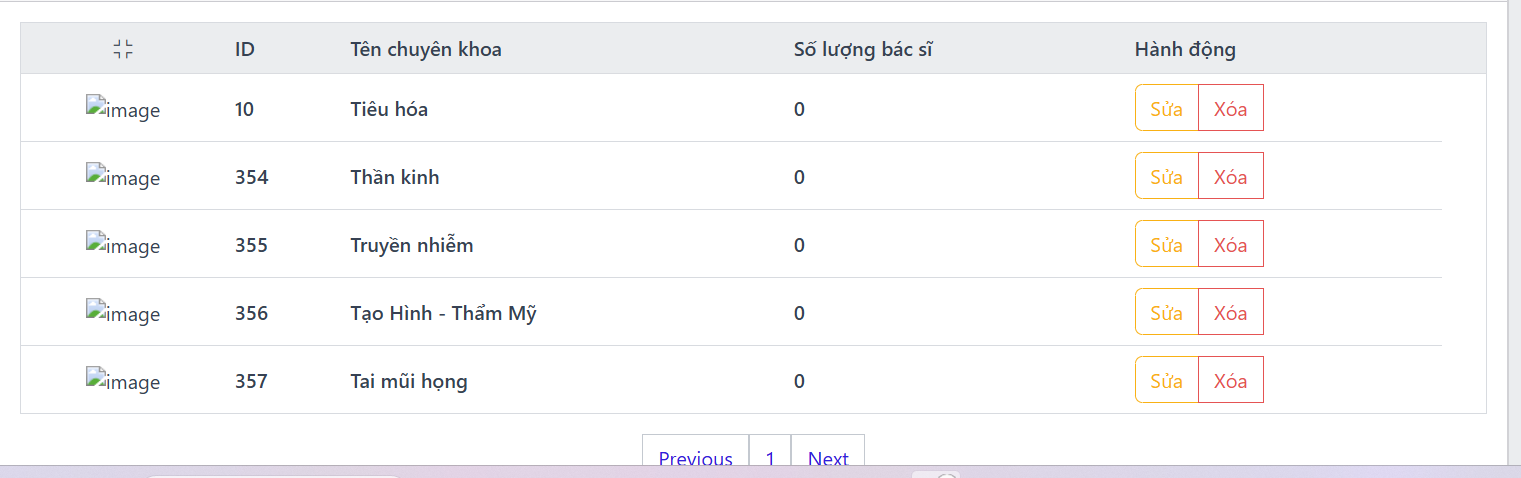 ID Tên chuyên khoa Số lượng bác sĩ Hành động
image 10 Tiêu hóa 0 Sửa Xóa
image 354 Thần kinh 0 Sửa Xóa
image 355 Truyền nhiễm 0 Sửa Xóa
image 356 Tạo Hình - Thẩm Mỹ 0 Sửa Xóa
image 357 Tai mũi họng 0 Sửa Xóa
Previous 1 Next